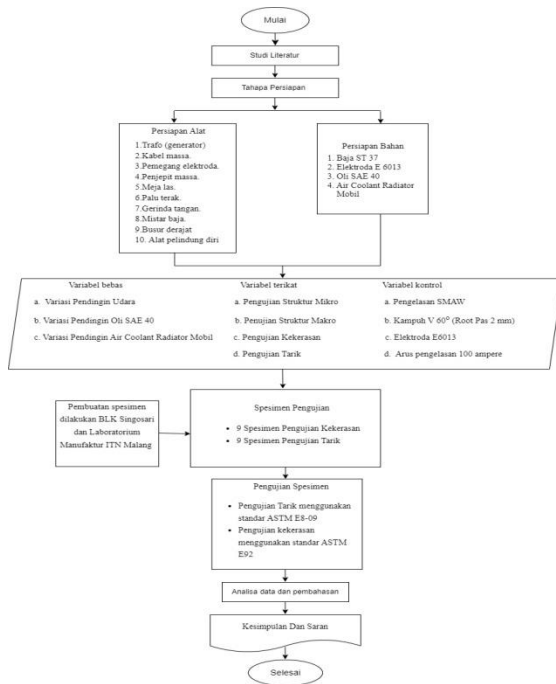 Mulai
Studi Literatur
Tahapa Persiapan
Persiapan Alat
1.Trafo (generator)
2.Kabel massa.
3.Pemegang elektroda.
4.Penjepit massa.
5.Meja las.
6.Palu terak.
7.Gerinda tangan.
8.Mistar baja.
9.Busur derajat
10. Alat pelindung diri
Persiapan Bahan
1. Baja ST 37
2. Elektroda E 6013
3. Oli SAE 40
4. Air Coolant Radiator
Mobil
Variabel bebas
a. Variasi Pendingin Udara
b. Variasi Pendingin Oli SAE 40
c. Variasi Pendingin Air Coolant Radiator Mobil
Variabel terikat
a. Pengujian Struktur Mikro
b. Penujian Struktur Makro
c. Pengujian Kekerasan
d. Pengujian Tarik
Variabel kontrol
a. Pengelasan SMAW
b. Kampuh V 60⁰ (Root Pas 2 mm)
c. Elektroda E6013
d. Arus pengelasan 100 ampere
Pembuatan spesimen
dilakukan BLK Singosari
dan Laboratorium
Manufaktur ITN Malang
Spesimen Pengujian
• 9 Spesimen Pengujian Kekerasan
• 9 Spesimen Pengujian Tarik
Pengujian Spesimen
• Pengujian Tarik menggunakan
standar ASTM E8-09
• Pengujian kekerasan
menggunakan standar ASTM
E92
Analisa data dan pembahasan
Kesimpulan Dan Saran
Selesai